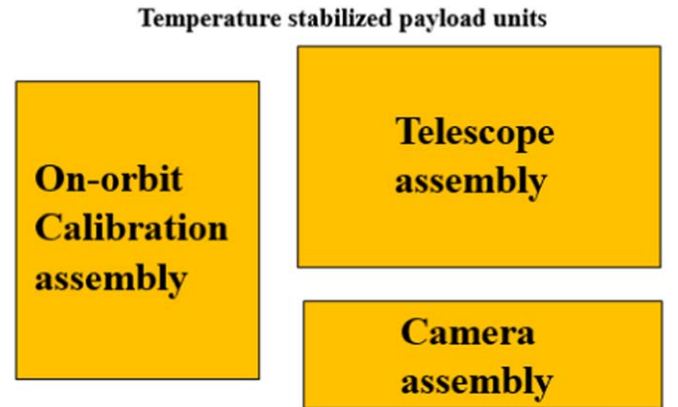 Temperature stabilized payload units
On-orbit
Calibration
assembly
Telescope
assembly
Camera
assembly